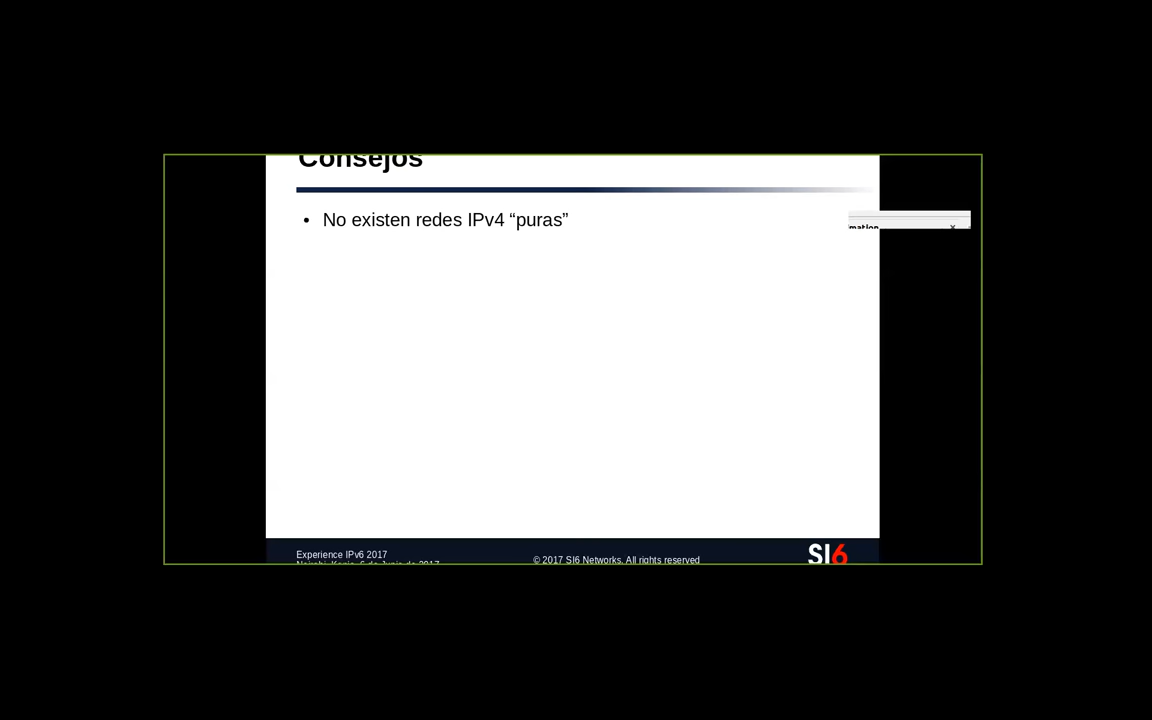 Consejos
• No existen redes IPv4 “puras”
mation
x
Experience IPv6 2017
Nairobi, Kenia. 6 de Junio de 2017
© 2017 SI6 Networks. All rights reserved
SI6